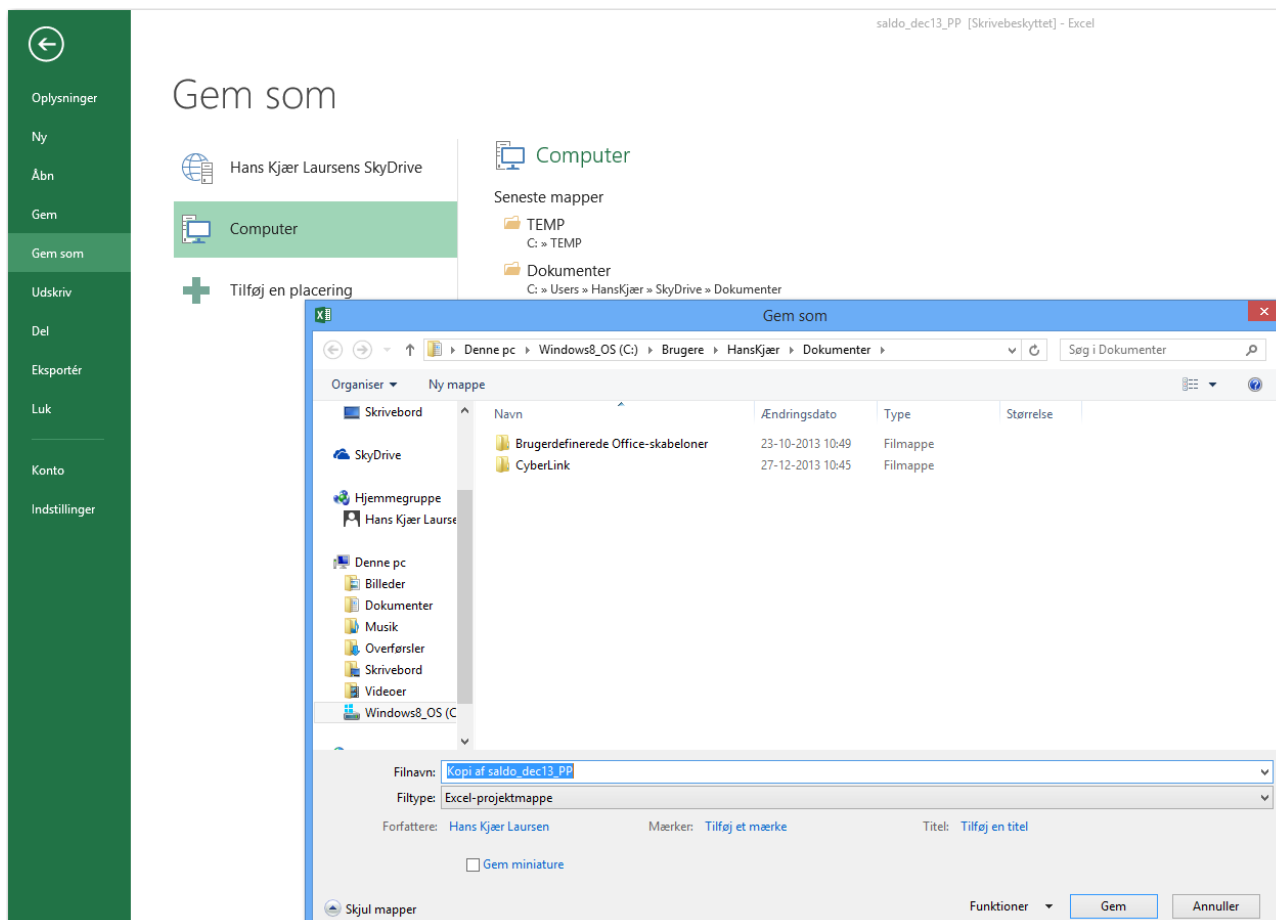 saldo_dec13_PP [Skrivebeskyttet] - Excel
Oplysninger
Ny
Åbn
Gem
Gem som
Udskriv
Del
Eksportér
Luk
Konto
Indstillinger
Gem som
Hans Kjær Laursens SkyDrive
Computer
Tilføj en placering
Computer
Seneste mapper
TEMP
C: » TEMP
Dokumenter
C: » Users » HansKjær » SkyDrive » Dokumenter
Gem som
Denne pc Windows8_OS (C:) Brugere HansKjær Dokumenter
Søg i Dokumenter
Organiser Ny mappe
Skrivebord
SkyDrive
Hjemmegruppe
Hans Kjær Laurse
Denne pc
Billeder
Dokumenter
Musik
Overførsler
Skrivebord
Videoer
Windows8_OS (C
Navn Ændringsdato Type Størrelse
Brugerdefinerede Office-skabeloner 23-10-2013 10:49 Filmappe
CyberLink 27-12-2013 10:45 Filmappe
Filnavn: Kopi af saldo_dec13_PP
Filtype: Excel-projektmappe
Forfattere: Hans Kjær Laursen Mærker: Tilføj et mærke Titel: Tilføj en titel
Gem miniature
Skjul mapper Funktioner Gem Annuller